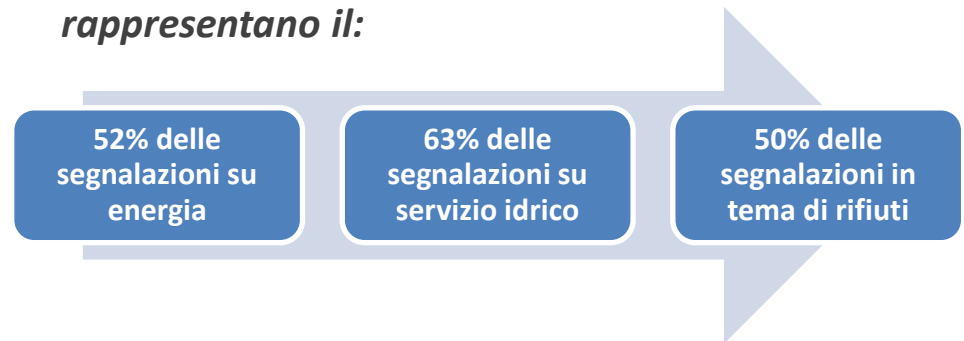 rappresentano il:
52% delle
segnalazioni su
energia
63% delle
segnalazioni su
servizio idrico
50% delle
segnalazioni in
tema di rifiuti